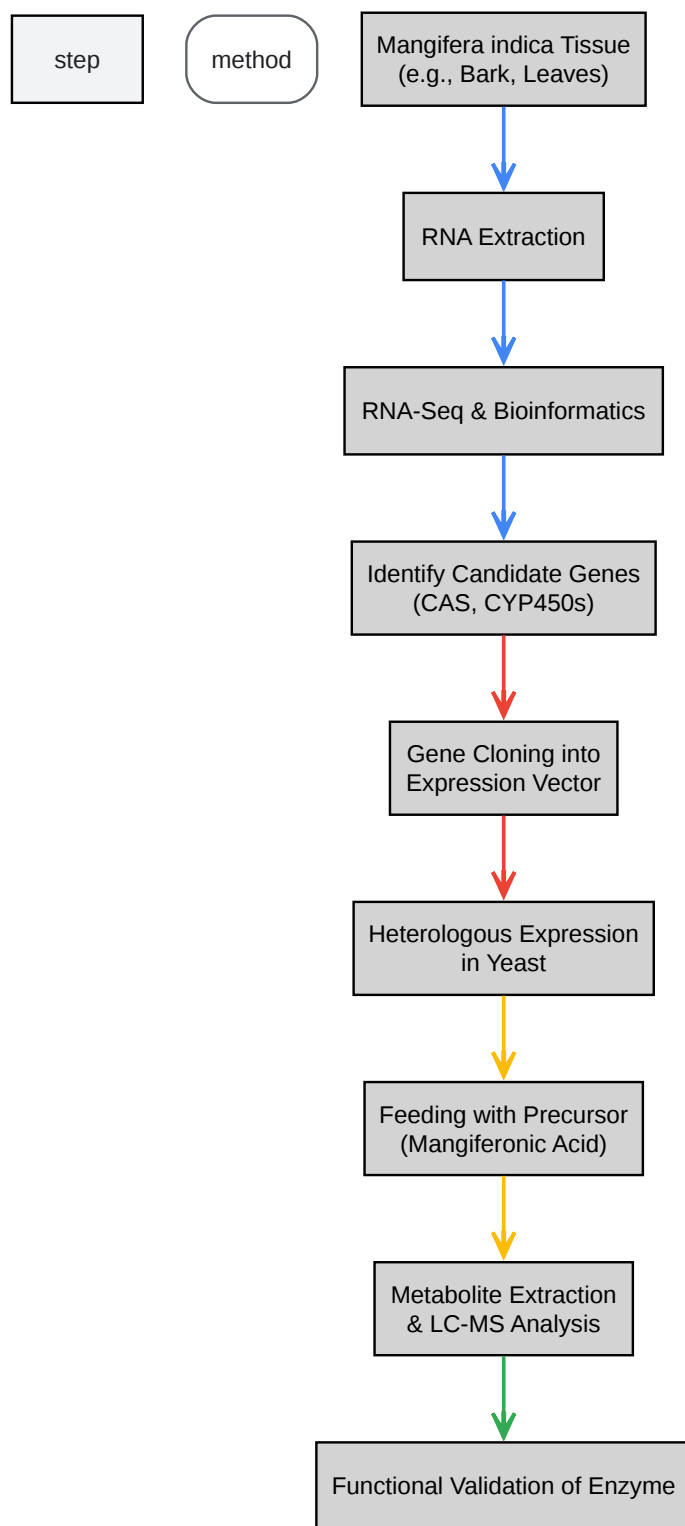 step
method
Mangifera indica Tissue
(e.g., Bark, Leaves)
RNA Extraction
RNA-Seq & Bioinformatics
Identify Candidate Genes
(CAS, CYP450s)
Gene Cloning into
Expression Vector
Heterologous Expression
in Yeast
Feeding with Precursor
(Mangiferonic Acid)
Metabolite Extraction
& LC-MS Analysis
Functional Validation of Enzyme